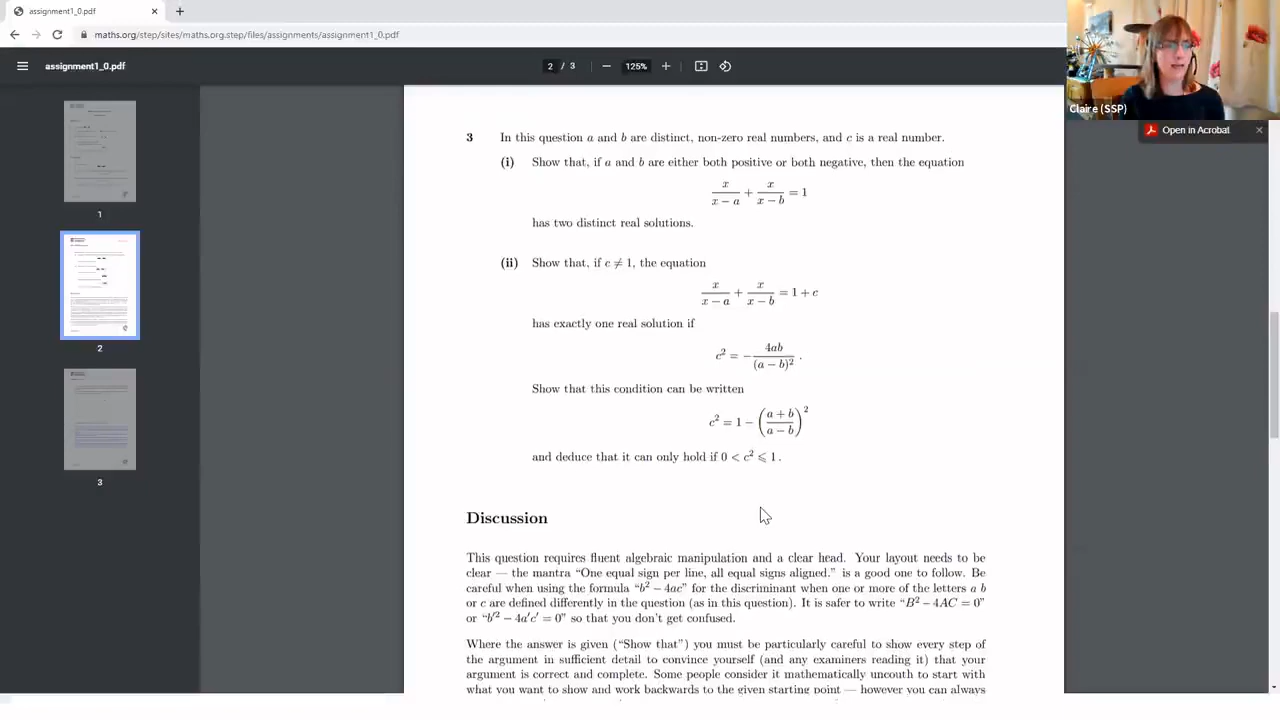 assignment1_0.pdf
maths.org/step/sites/maths.org.step/files/assignments/assignment1_0.pdf
assignment1_0.pdf
2 / 3
125%
Claire (SSP)
Open in Acrobat
1
2
3
3 In this question a and b are distinct, non-zero real numbers, and c is a real number.
(i) Show that, if a and b are either both positive or both negative, then the equation
x/(x − a) + x/(x − b) = 1
has two distinct real solutions.
(ii) Show that, if c ≠ 1, the equation
x/(x − a) + x/(x − b) = 1 + c
has exactly one real solution if
c² = − 4ab/(a − b)² .
Show that this condition can be written
c² = 1 − ((a + b)/(a − b))²
and deduce that it can only hold if 0 < c² ⩽ 1 .
Discussion
This question requires fluent algebraic manipulation and a clear head. Your layout needs to be
clear — the mantra “One equal sign per line, all equal signs aligned.” is a good one to follow. Be
careful when using the formula “b² − 4ac” for the discriminant when one or more of the letters a b
or c are defined differently in the question (as in this question). It is safer to write “B² − 4AC = 0”
or “b′² − 4a′c′ = 0” so that you don't get confused.
Where the answer is given (“Show that”) you must be particularly careful to show every step of
the argument in sufficient detail to convince yourself (and any examiners reading it) that your
argument is correct and complete. Some people consider it mathematically uncouth to start with
what you want to show and work backwards to the given starting point — however you can always